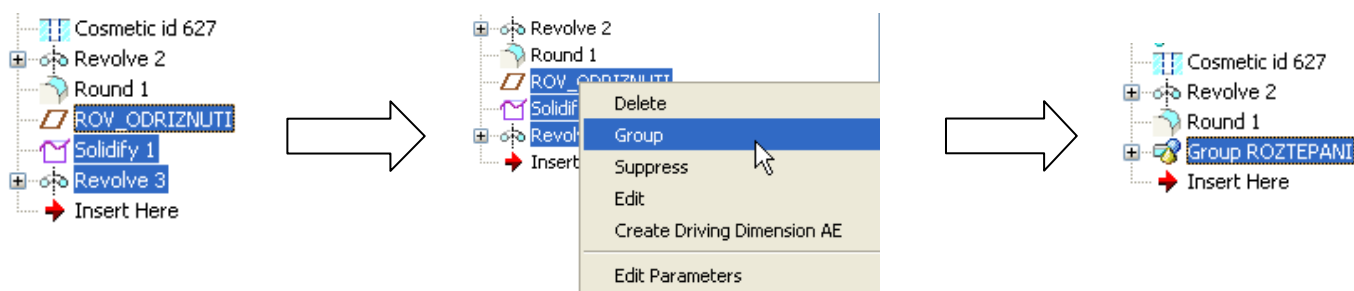 Cosmetic id 627
Revolve 2
Round 1
ROV_ODRIZNUTI
Solidify 1
Revolve 3
Insert Here
Revolve 2
Round 1
ROV_ODRIZNUTI
Solidif
Revolv
Insert
Delete
Group
Suppress
Edit
Create Driving Dimension AE
Edit Parameters
Cosmetic id 627
Revolve 2
Round 1
Group ROZTEPANI
Insert Here